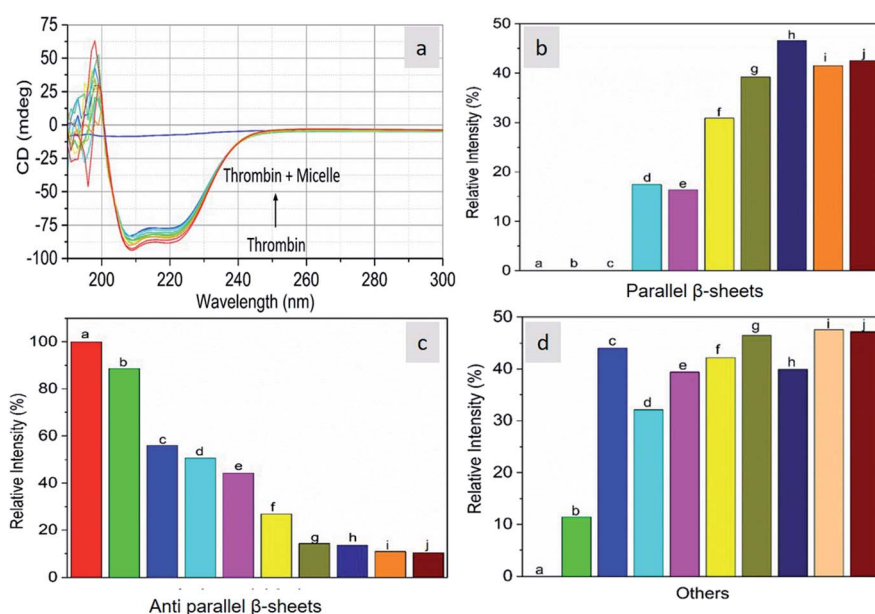 a
CD (mdeg)
75
50
25
0
-25
-50
-75
-100
Thrombin + Micelle
Thrombin
200
220
240
260
280
300
Wavelength (nm)
b
Relative Intensity (%)
50
40
30
20
10
0
a
b
c
d
e
f
g
h
i
j
Parallel β-sheets
c
Relative Intensity (%)
100
80
60
40
20
0
a
b
c
d
e
f
g
h
i
j
Anti parallel β-sheets
d
Relative Intensity (%)
50
40
30
20
10
0
a
b
c
d
e
f
g
h
i
j
Others